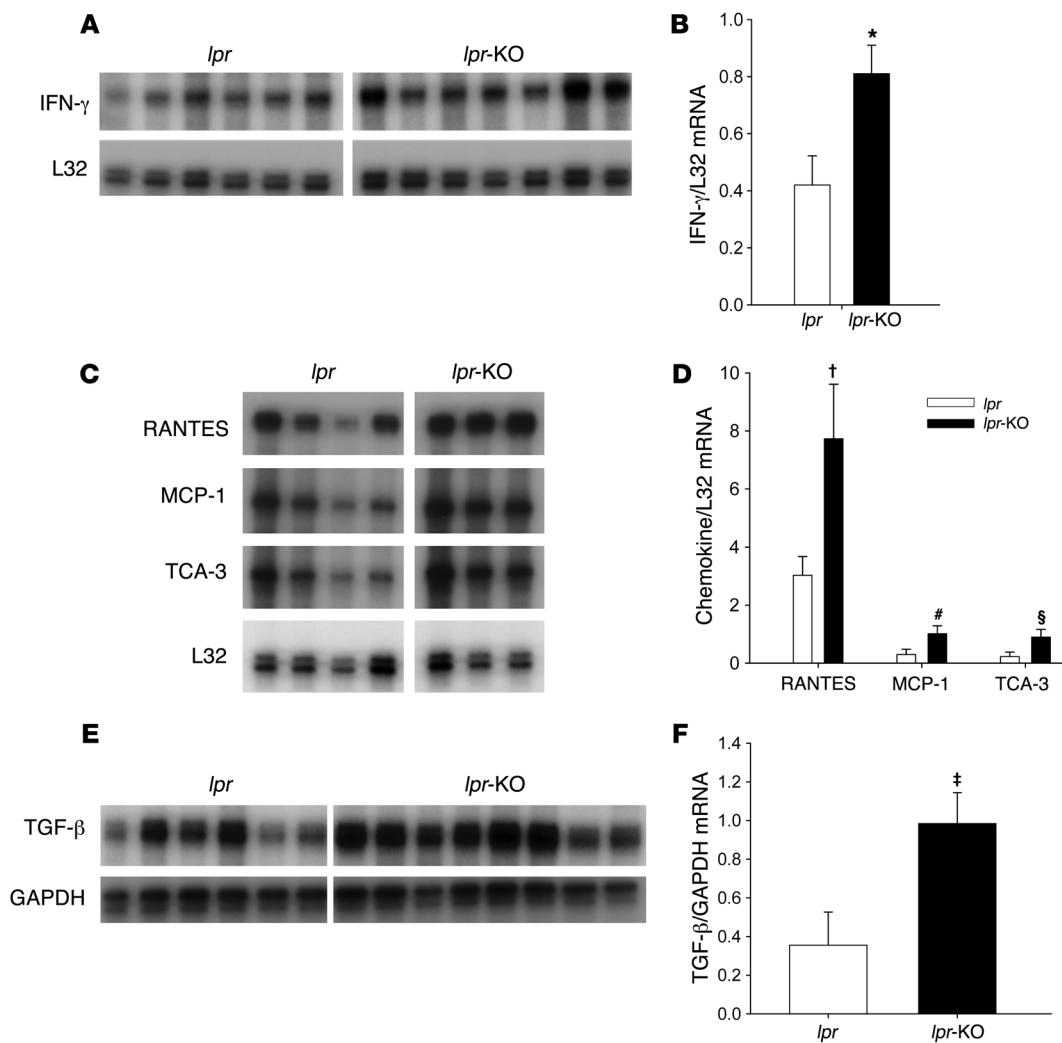 A
lpr
lpr-KO
IFN-γ
L32
B
IFN-γ/L32 mRNA
1.0
0.8
0.6
0.4
0.2
0.0
*
lpr
lpr-KO
C
lpr
lpr-KO
RANTES
MCP-1
TCA-3
L32
D
Chemokine/L32 mRNA
10
8
6
4
2
0
†
#
§
lpr
lpr-KO
RANTES
MCP-1
TCA-3
E
lpr
lpr-KO
TGF-β
GAPDH
F
TGF-β/GAPDH mRNA
1.4
1.2
1.0
0.8
0.6
0.4
0.2
0.0
‡
lpr
lpr-KO